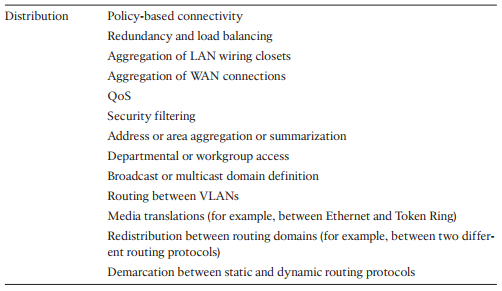 Distribution Policy-based connectivity
Redundancy and load balancing
Aggregation of LAN wiring closets
Aggregation of WAN connections
QoS
Security filtering
Address or area aggregation or summarization
Departmental or workgroup access
Broadcast or multicast domain definition
Routing between VLANs
Media translations (for example, between Ethernet and Token Ring)
Redistribution between routing domains (for example, between two differ-
ent routing protocols)
Demarcation between static and dynamic routing protocols